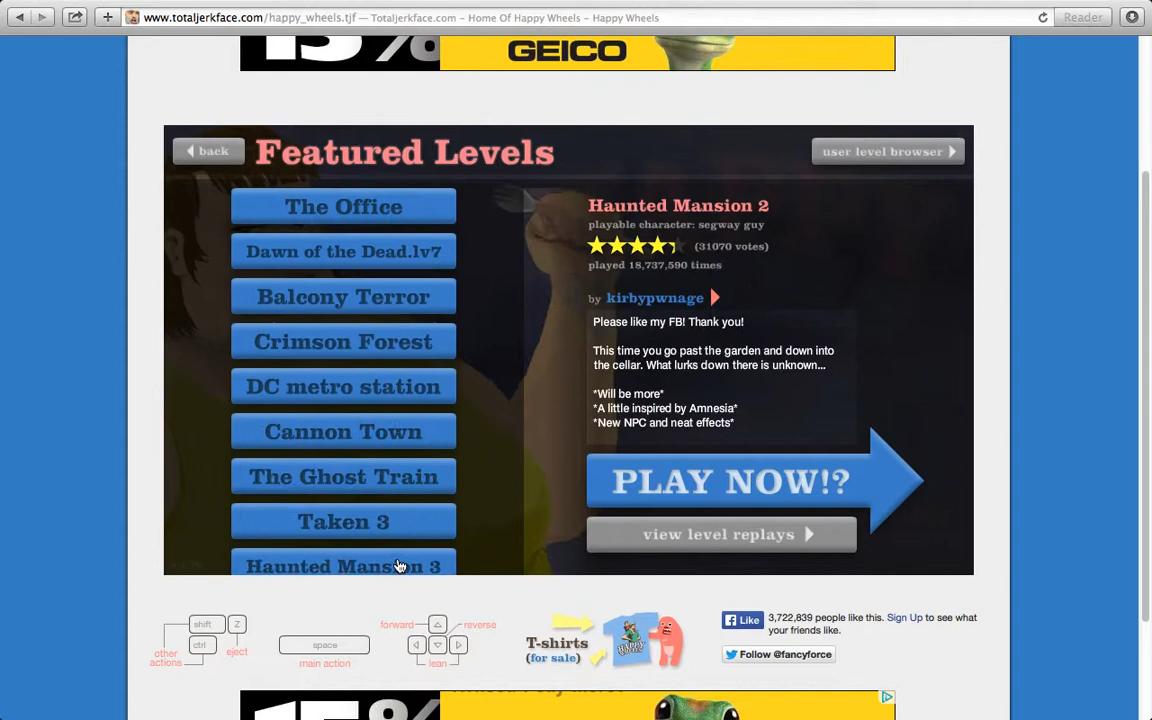 www.totaljerkface.com/happy_wheels.tjf — Totaljerkface.com - Home Of Happy Wheels - Happy Wheels
Reader
15%
GEICO
back
Featured Levels
user level browser
The Office
Dawn of the Dead.lv7
Balcony Terror
Crimson Forest
DC metro station
Cannon Town
The Ghost Train
Taken 3
Haunted Mansion 3
Haunted Mansion 2
playable character: segway guy
(31070 votes)
played 18,737,590 times
by kirbypwnage
Please like my FB! Thank you!
This time you go past the garden and down into
the cellar. What lurks down there is unknown...
*Will be more*
*A little inspired by Amnesia*
*New NPC and neat effects*
PLAY NOW!?
view level replays
shift
Z
ctrl
other
actions
eject
space
main action
forward
reverse
lean
T-shirts
(for sale)
Like
3,722,839 people like this. Sign Up to see what
your friends like.
Follow @fancyforce
15%